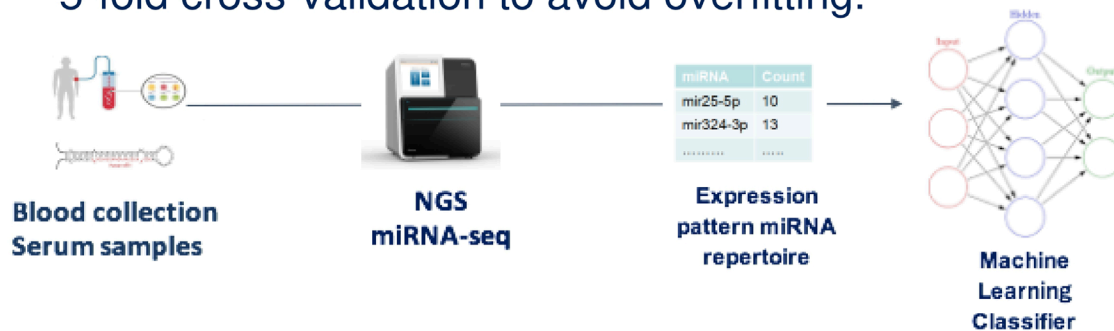 5-fold cross-validation to avoid overfitting.
Hidden
Input
Output
miRNA Count
mir25-5p 10
mir324-3p 13
......... .....
Blood collection
Serum samples
NGS
miRNA-seq
Expression
pattern miRNA
repertoire
Machine
Learning
Classifier